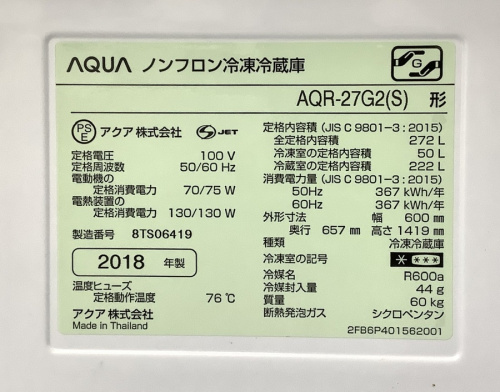 AQUA ノンフロン冷凍冷蔵庫
G
AQR-27G2(S) 形
PS
E
アクア 株式会社
S JET
定格電圧 100 V
定格周波数 50/60 Hz
電動機の
定格消費電力 70/75 W
電熱装置の
定格消費電力 130/130 W
製造番号 8TS06419
2018 年製
温度ヒューズ
定格動作温度 76℃
アクア 株式会社
Made in Thailand
定格内容積 (JIS C 9801-3:2015)
全定格内容積 272 L
冷凍室の定格内容積 50 L
冷蔵室の定格内容積 222 L
消費電力量 (JIS C 9801-3:2015)
50Hz 367 kWh/年
60Hz 367 kWh/年
外形寸法 幅 600 mm
奥行 657 mm 高さ 1419 mm
種類 冷凍冷蔵庫
冷凍室の記号 * ***
冷媒名 R600a
冷媒封入量 44 g
質量 60 kg
断熱発泡ガス シクロペンタン
2FB6P401562001